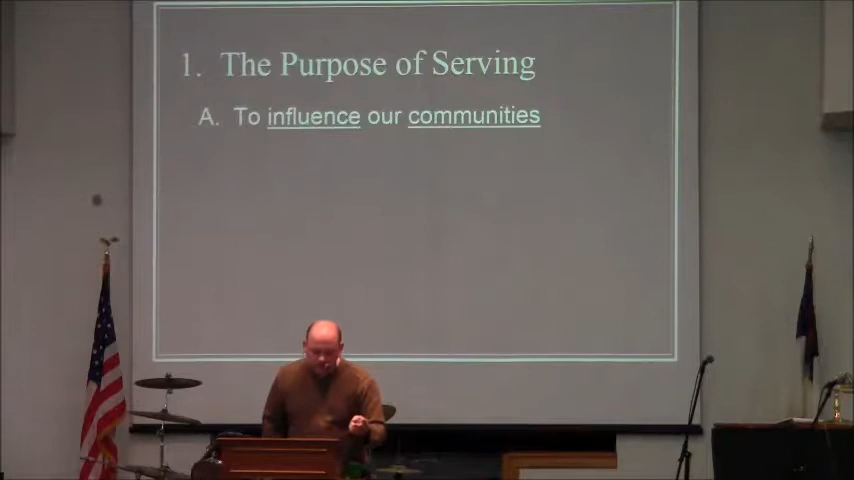 1. The Purpose of Serving
A. To influence our communities